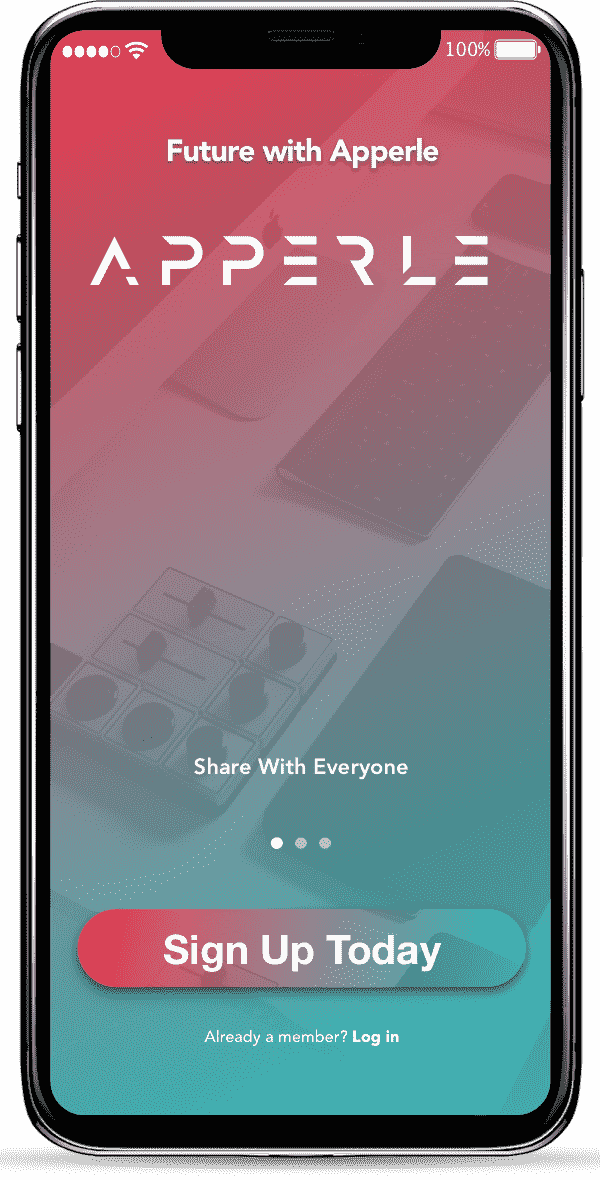 100%
Future with Apperle
APPERLE
Share With Everyone
Sign Up Today
Already a member? Log in